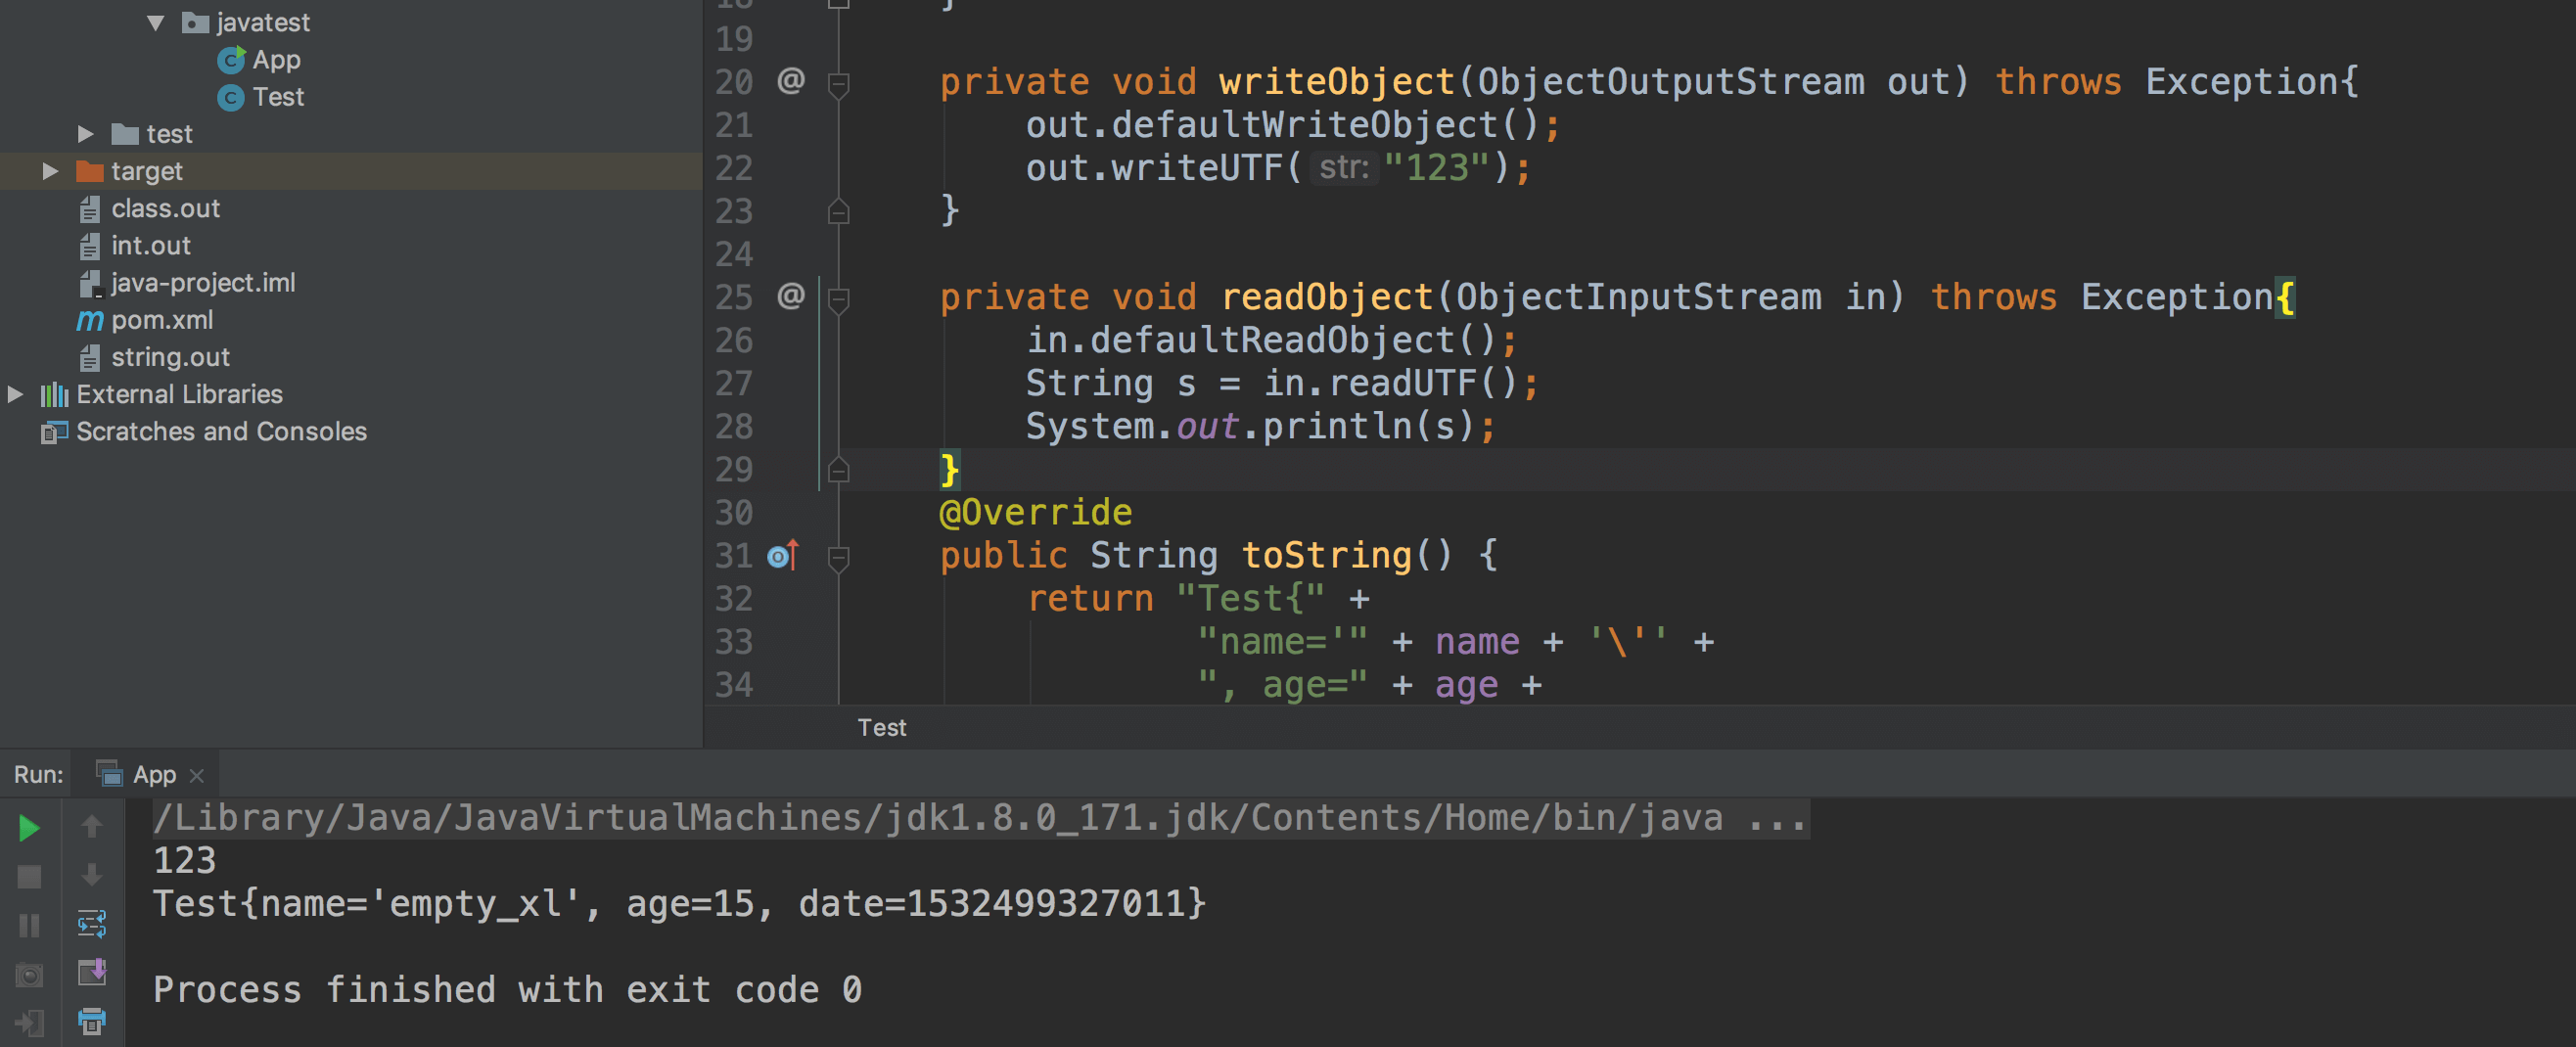 javatest
App
Test
test
target
class.out
int.out
java-project.iml
pom.xml
string.out
External Libraries
Scratches and Consoles
18 }
19
20 @ private void writeObject(ObjectOutputStream out) throws Exception{
21 out.defaultWriteObject();
22 out.writeUTF( str: "123");
23 }
24
25 @ private void readObject(ObjectInputStream in) throws Exception{
26 in.defaultReadObject();
27 String s = in.readUTF();
28 System.out.println(s);
29 }
30 @Override
31 public String toString() {
32 return "Test{" +
33 "name='" + name + '\'' +
34 ", age=" + age +
Test
Run: App
/Library/Java/JavaVirtualMachines/jdk1.8.0_171.jdk/Contents/Home/bin/java ...
123
Test{name='empty_xl', age=15, date=1532499327011}
Process finished with exit code 0